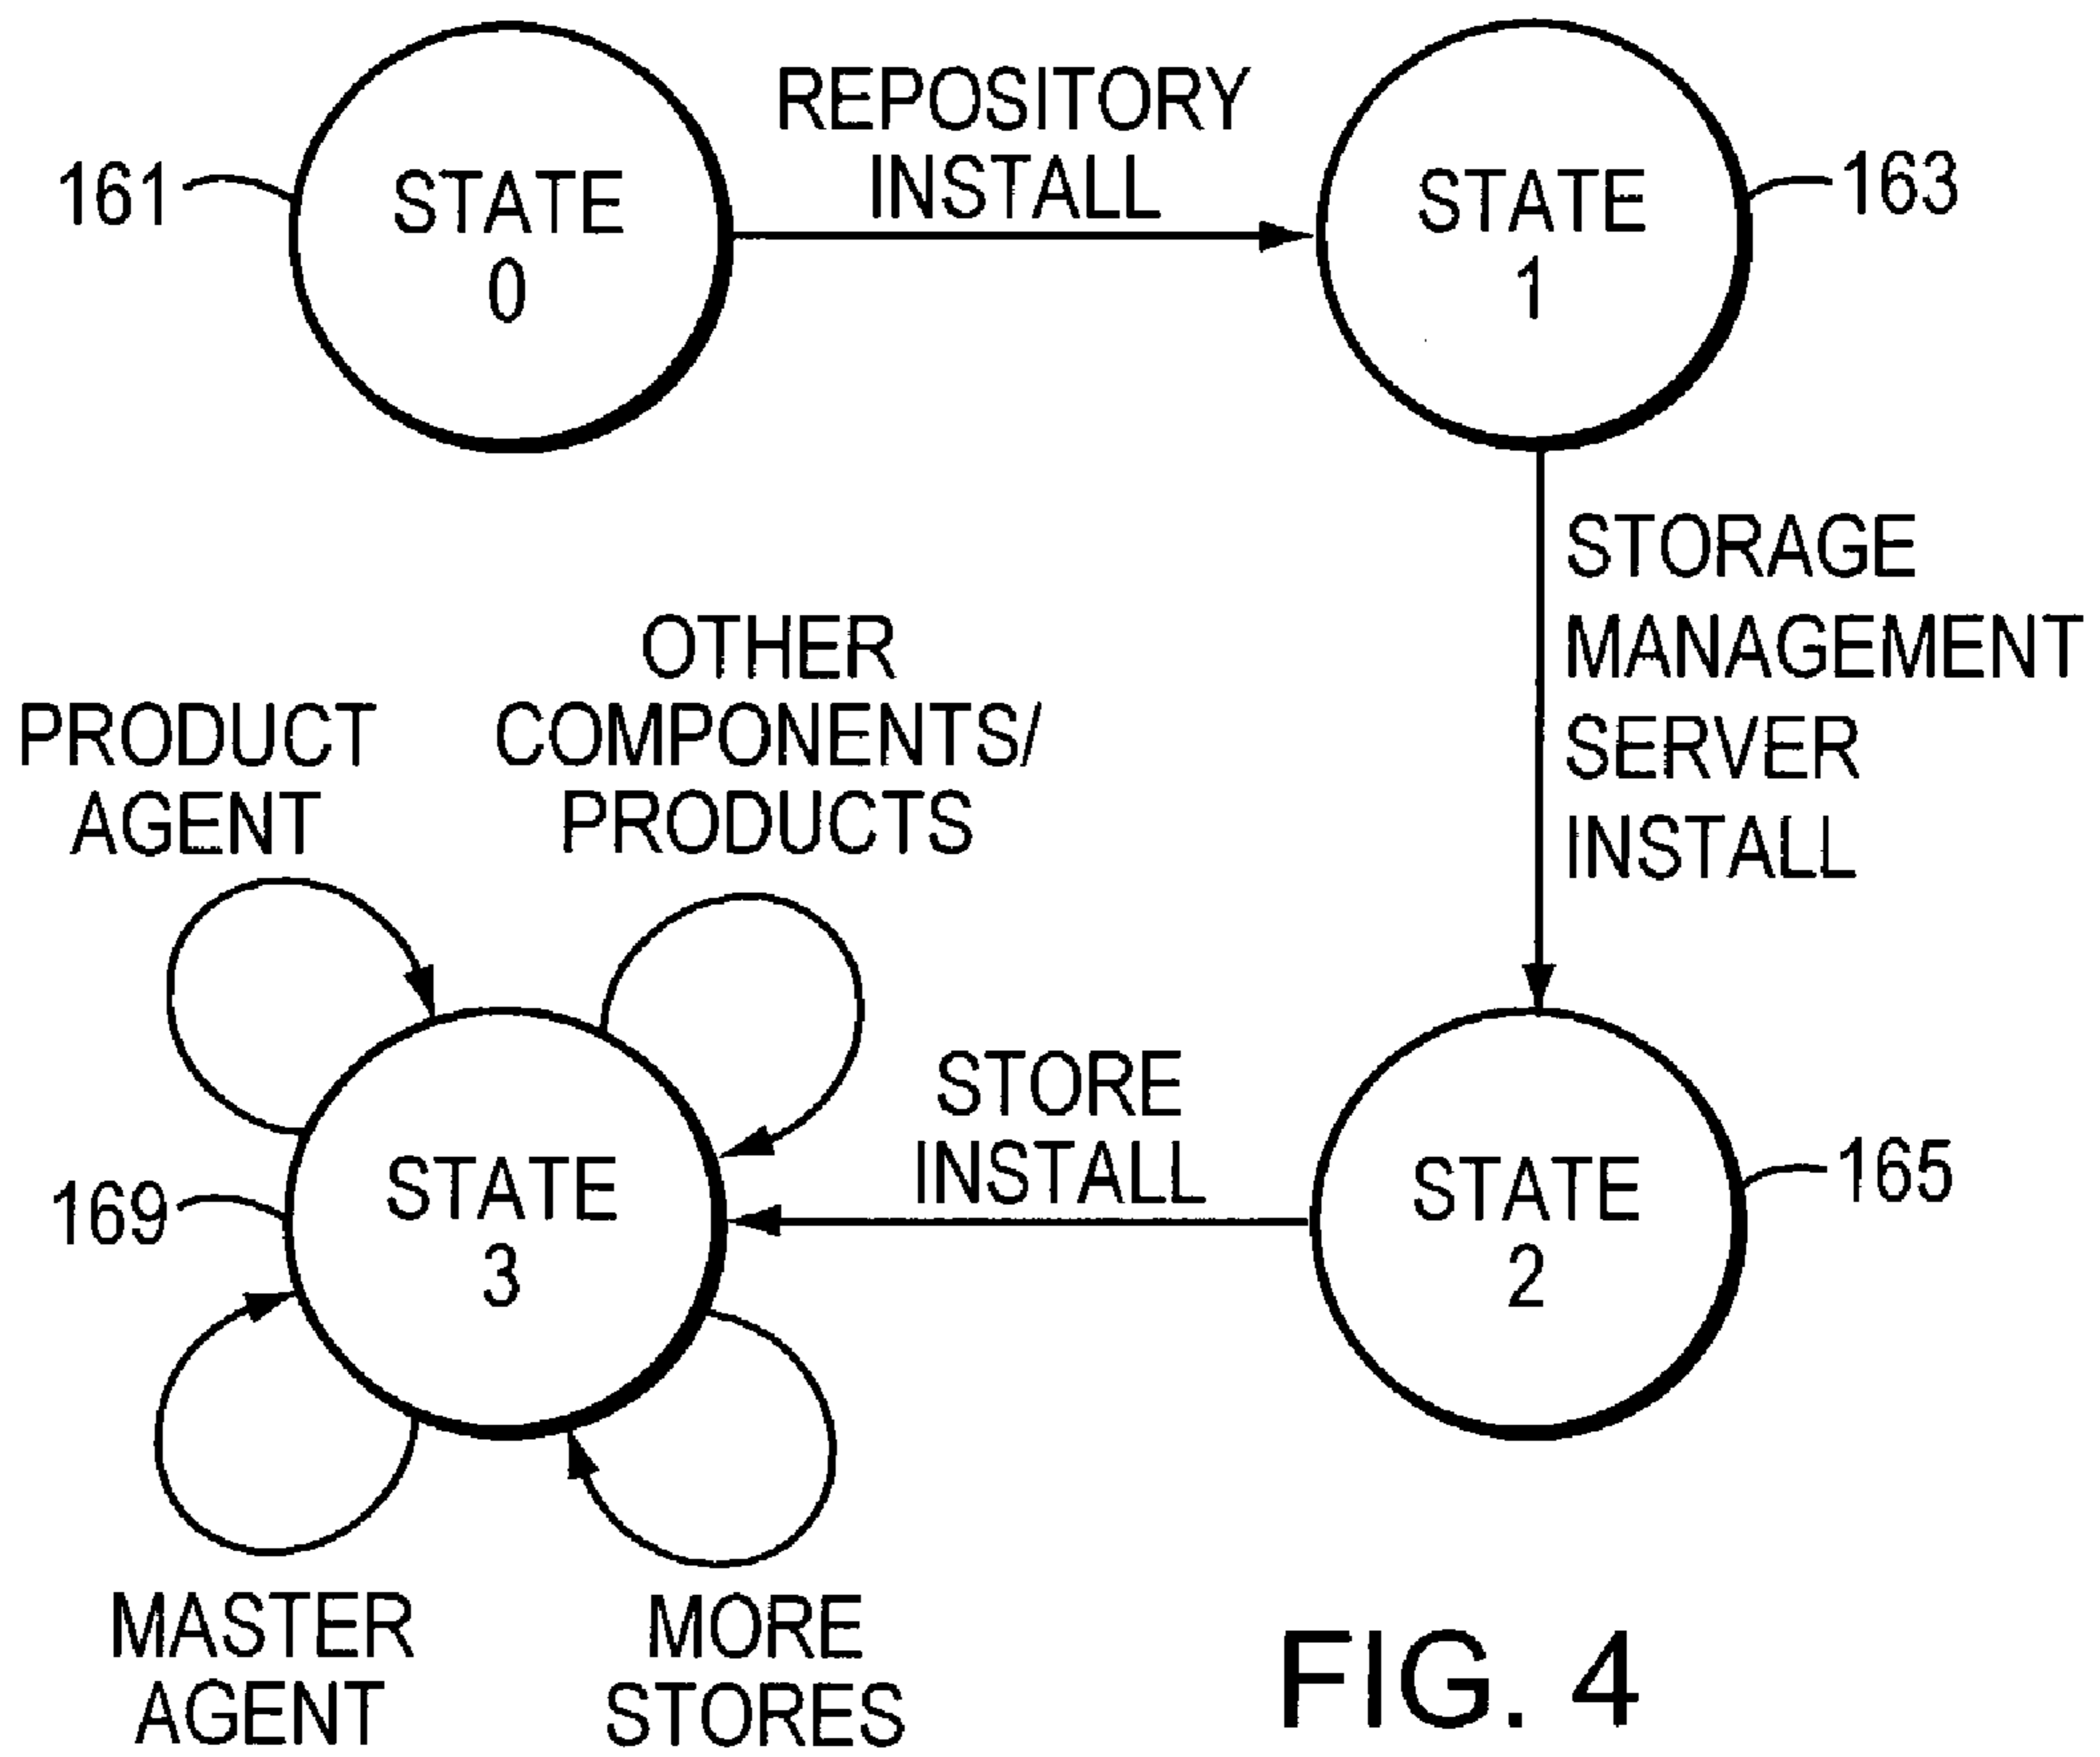 161
STATE
0
REPOSITORY
INSTALL
STATE
1
163
STORAGE
MANAGEMENT
SERVER
INSTALL
OTHER
COMPONENTS/
PRODUCTS
PRODUCT
AGENT
STORE
INSTALL
STATE
2
165
169
STATE
3
MASTER
AGENT
MORE
STORES
FIG. 4